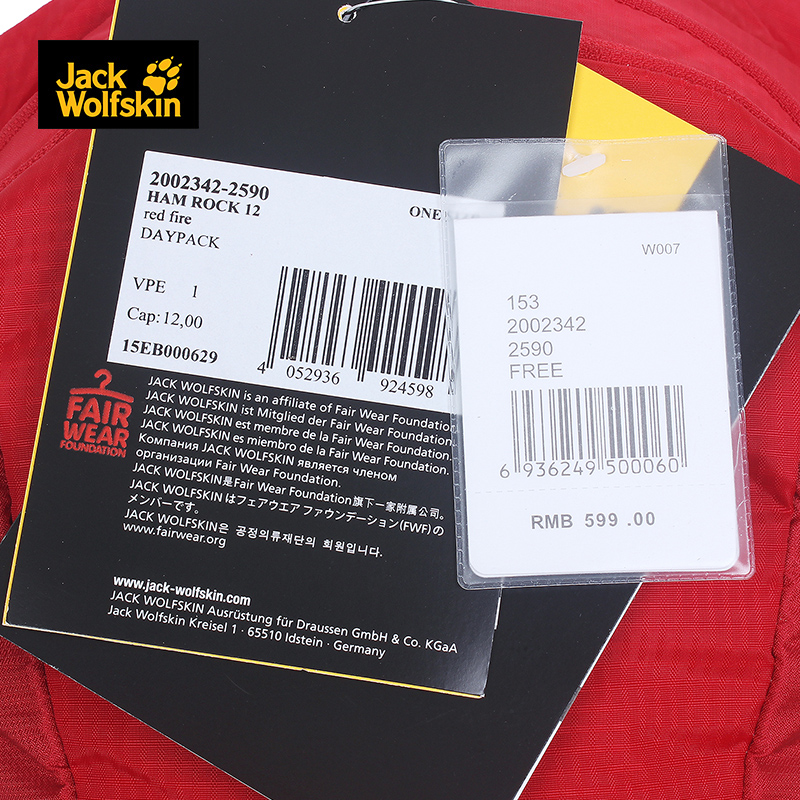 Jack
Wolfskin
2002342-2590
HAM ROCK 12
red fire
DAYPACK
ONE
VPE 1
Cap: 12,00
15EB000629
4 052936 924598
FAIR
WEAR
FOUNDATION
JACK WOLFSKIN is an affiliate of Fair Wear Foundation.
JACK WOLFSKIN ist Mitglied der Fair Wear Foundation.
JACK WOLFSKIN est membre de la Fair Wear Foundation.
JACK WOLFSKIN es miembro de la Fair Wear Foundation.
Компания JACK WOLFSKIN является членом
организации Fair Wear Foundation.
JACK WOLFSKIN是Fair Wear Foundation旗下一家附属公司。
JACK WOLFSKIN はフェアウエア ファウンデーション(FWF)の
メンバーです。
JACK WOLFSKIN은 공정의류재단의 회원입니다.
www.fairwear.org
www.jack-wolfskin.com
JACK WOLFSKIN Ausrüstung für Draussen GmbH & Co. KGaA
Jack Wolfskin Kreisel 1 · 65510 Idstein · Germany
W007
153
2002342
2590
FREE
6 936249 500060
RMB 599 .00